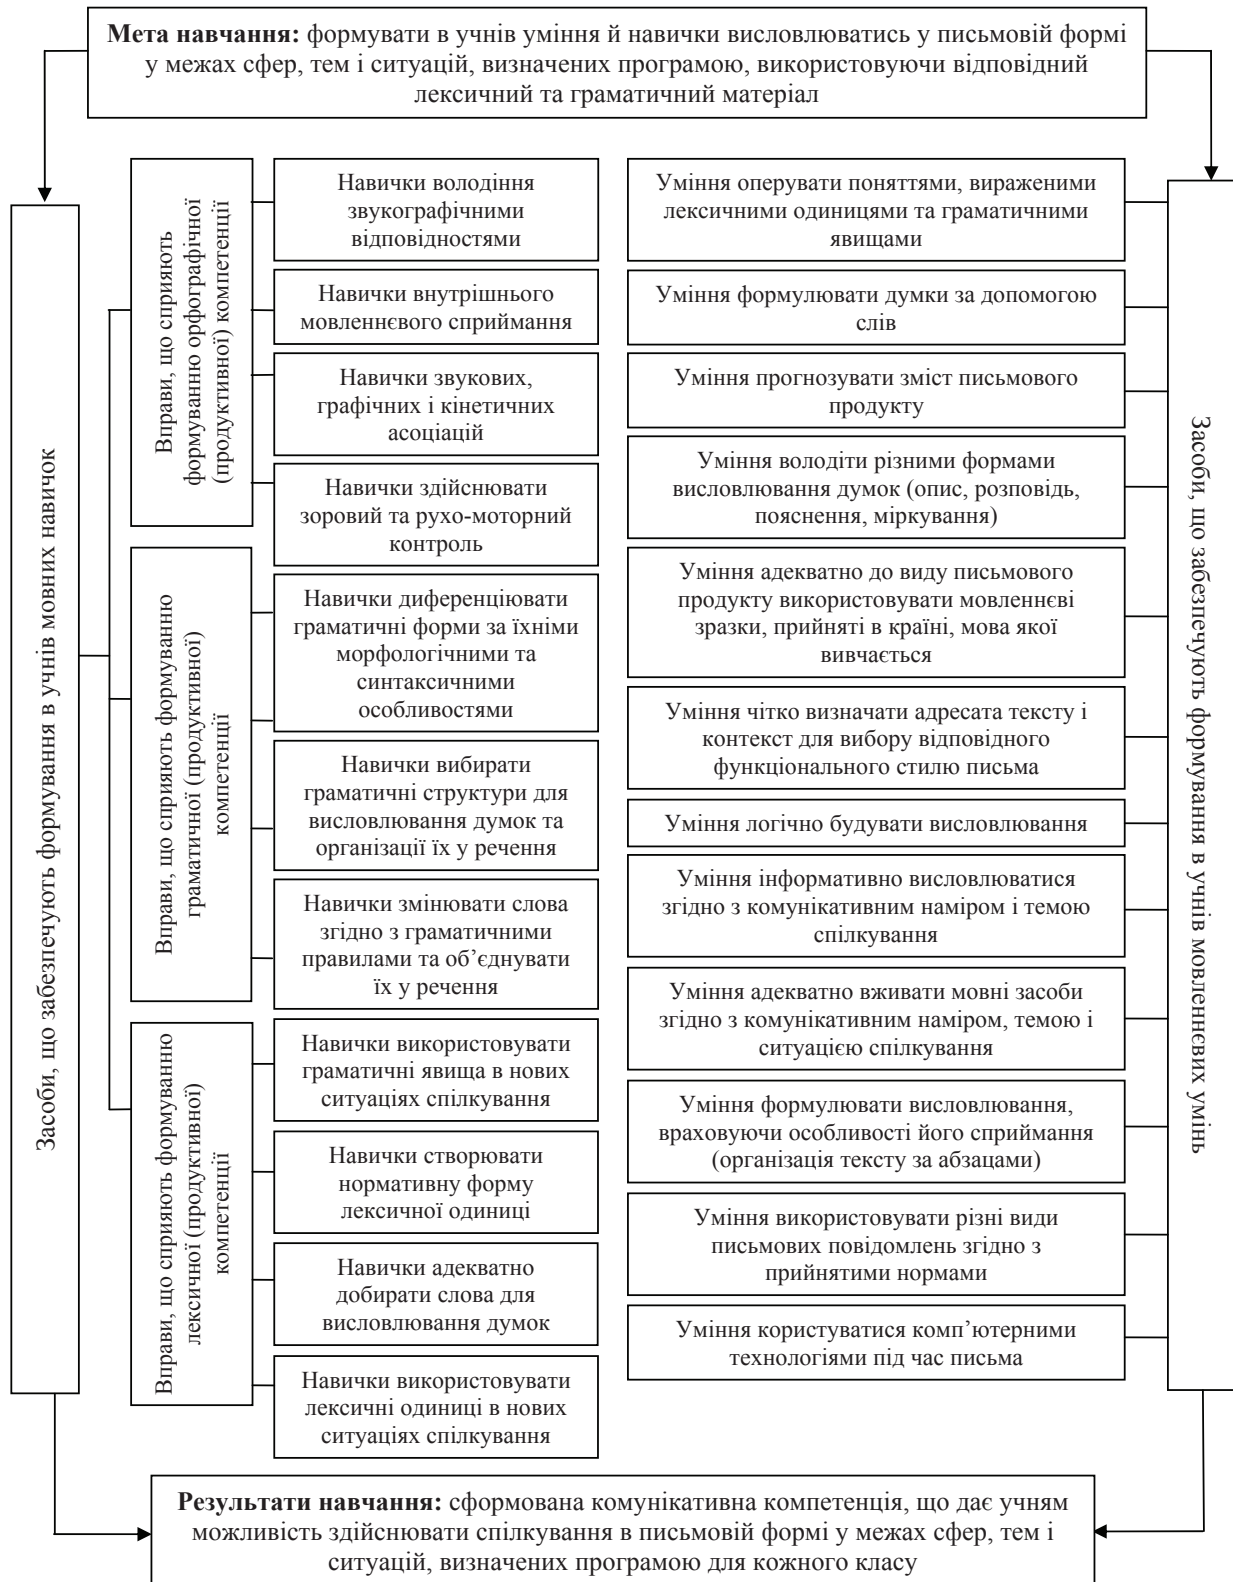 Мета навчання: формувати в учнів уміння й навички висловлюватись у письмовій формі
у межах сфер, тем і ситуацій, визначених програмою, використовуючи відповідний
лексичний та граматичний матеріал
Засоби, що забезпечують формування в учнів мовних навичок
Вправи, що сприяють
формуванню орфографічної
(продуктивної) компетенції
Навички володіння
звукографічними
відповідностями
Навички внутрішнього
мовленнєвого сприймання
Навички звукових,
графічних і кінетичних
асоціацій
Навички здійснювати
зоровий та рухо-моторний
контроль
Вправи, що сприяють формуванню
граматичної (продуктивної)
компетенції
Навички диференціювати
граматичні форми за їхніми
морфологічними та
синтаксичними
особливостями
Навички вибирати
граматичні структури для
висловлювання думок та
організації їх у речення
Навички змінювати слова
згідно з граматичними
правилами та об’єднувати
їх у речення
Вправи, що сприяють формуванню
лексичної (продуктивної)
компетенції
Навички використовувати
граматичні явища в нових
ситуаціях спілкування
Навички створювати
нормативну форму
лексичної одиниці
Навички адекватно
добирати слова для
висловлювання думок
Навички використовувати
лексичні одиниці в нових
ситуаціях спілкування
Уміння оперувати поняттями, вираженими
лексичними одиницями та граматичними
явищами
Уміння формулювати думки за допомогою
слів
Уміння прогнозувати зміст письмового
продукту
Уміння володіти різними формами
висловлювання думок (опис, розповідь,
пояснення, міркування)
Уміння адекватно до виду письмового
продукту використовувати мовленнєві
зразки, прийняті в країні, мова якої
вивчається
Уміння чітко визначати адресата тексту і
контекст для вибору відповідного
функціонального стилю письма
Уміння логічно будувати висловлювання
Уміння інформативно висловлюватися
згідно з комунікативним наміром і темою
спілкування
Уміння адекватно вживати мовні засоби
згідно з комунікативним наміром, темою і
ситуацією спілкування
Уміння формулювати висловлювання,
враховуючи особливості його сприймання
(організація тексту за абзацами)
Уміння використовувати різні види
письмових повідомлень згідно з
прийнятими нормами
Уміння користуватися комп’ютерними
технологіями під час письма
Засоби, що забезпечують формування в учнів мовленнєвих умінь
Результати навчання: сформована комунікативна компетенція, що дає учням
можливість здійснювати спілкування в письмовій формі у межах сфер, тем і
ситуацій, визначених програмою для кожного класу